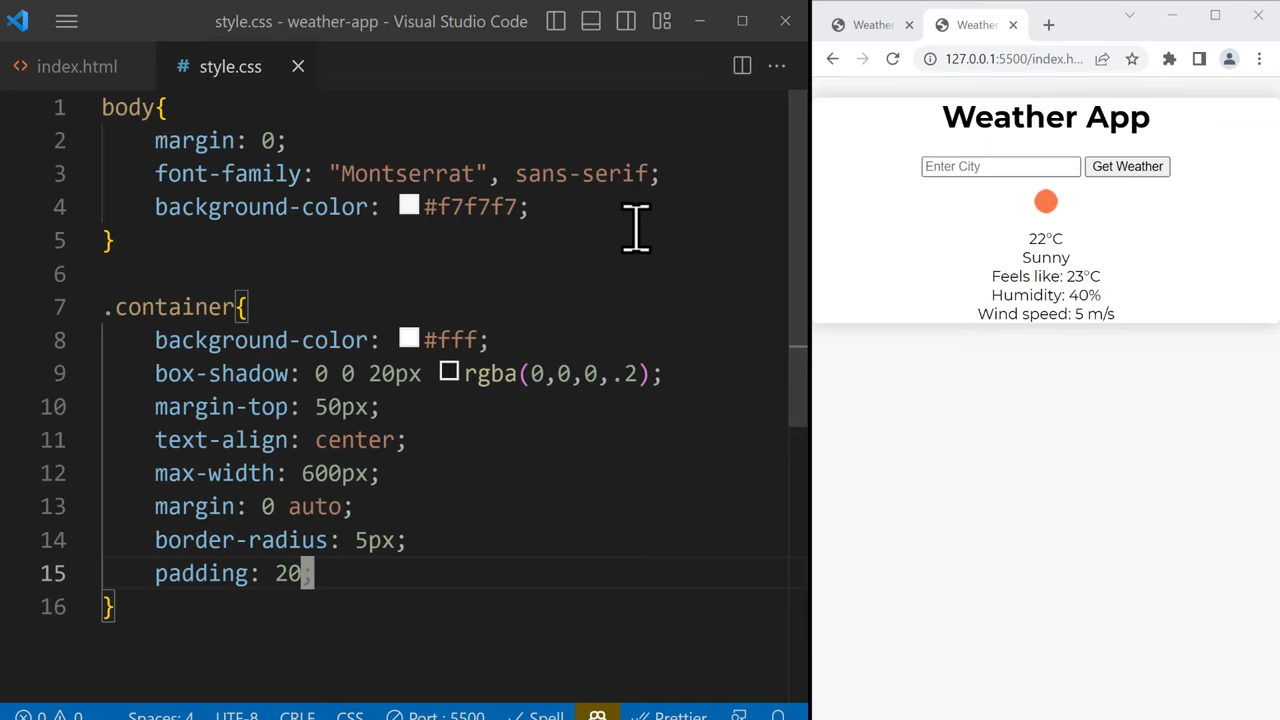 style.css - weather-app - Visual Studio Code
index.html
# style.css
1 body{
2 margin: 0;
3 font-family: "Montserrat", sans-serif;
4 background-color: #f7f7f7;
5 }
6
7 .container{
8 background-color: #fff;
9 box-shadow: 0 0 20px rgba(0,0,0,.2);
10 margin-top: 50px;
11 text-align: center;
12 max-width: 600px;
13 margin: 0 auto;
14 border-radius: 5px;
15 padding: 20;
16 }
0 0 Spaces: 4 UTF-8 CRLF CSS Port : 5500 Spell Prettier
Weather
Weather
127.0.0.1:5500/index.h...
Weather App
Enter City
Get Weather
22°C
Sunny
Feels like: 23°C
Humidity: 40%
Wind speed: 5 m/s